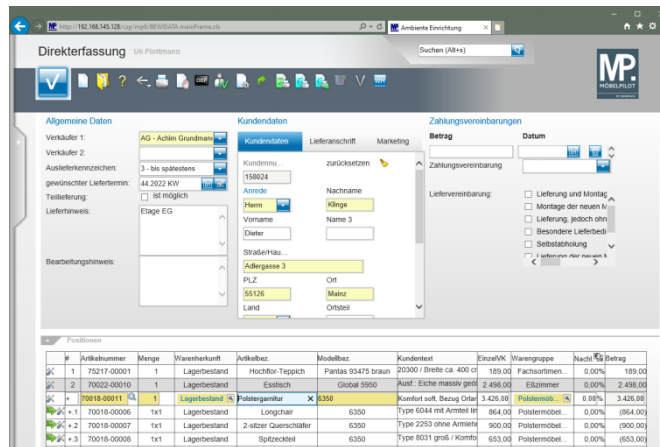 http://192.168.145.128/csp/mp6/BEWIDATA.mainFrame.cls
MP Ambiente Einrichtung
Direkterfassung Uli Flottmann
Suchen (Alt+s)
MP.
MÖBELPILOT
DEF
Allgemeine Daten
Verkäufer 1: AG - Achim Grundmann
Verkäufer 2:
Auslieferkennzeichen: 3 - bis spätestens
gewünschter Liefertermin: 44.2022 KW
Teillieferung: ist möglich
Lieferhinweis: Etage EG
Bearbeitungshinweis:
Kundendaten
Kundendaten Lieferanschrift Marketing
Kundennu... zurücksetzen:
158024
Anrede Nachname
Herrn Klinge
Vorname Name 3
Dieter
Straße/Hau...
Adlergasse 3
PLZ Ort
55126 Mainz
Land Ortsteil
Zahlungsvereinbarungen
Betrag Datum
Zahlungsvereinbarung
Liefervereinbarung:
Lieferung und Montag
Montage der neuen M
Lieferung, jedoch ohn
Besondere Lieferbedi
Selbstabholung
Lieferung der neuen M
Positionen
# Artikelnummer Menge Warenherkunft Artikelbez. Modellbez. Kundentext EinzelVK Warengruppe Nachl. Betrag
1 75217-00001 1 Lagerbestand Hochflor-Teppich Pantas 93475 braun 20300 / Breite ca. 400 cr 189,00 Fachsortimen... 0,00% 189,00
2 70022-00010 1 Lagerbestand Esstisch Global 5950 Ausf.: Eiche massiv geöl 2.498,00 Eßzimmer 0,00% 2.498,00
+ 70018-00011 1 Lagerbestand Polstergarnitur X 6350 Komfort soft, Bezug Orlar 3.426,00 Polstermöb... 0,00% 3.426,00
+.1 70018-00006 1x1 Lagerbestand Longchair 6350 Type 6044 mit Armteil lin 864,00 Polstermöbel... 0,00% (864,00)
+.2 70018-00007 1x1 Lagerbestand 2-sitzer Querschläfer 6350 Type 2253 ohne Armlehn 900,00 Polstermöbel... 0,00% (900,00)
+.3 70018-00008 1x1 Lagerbestand Spitzeckteil 6350 Type 8031 groß / Komfor 653,00 Polstermöbel... 0,00% (653,00)